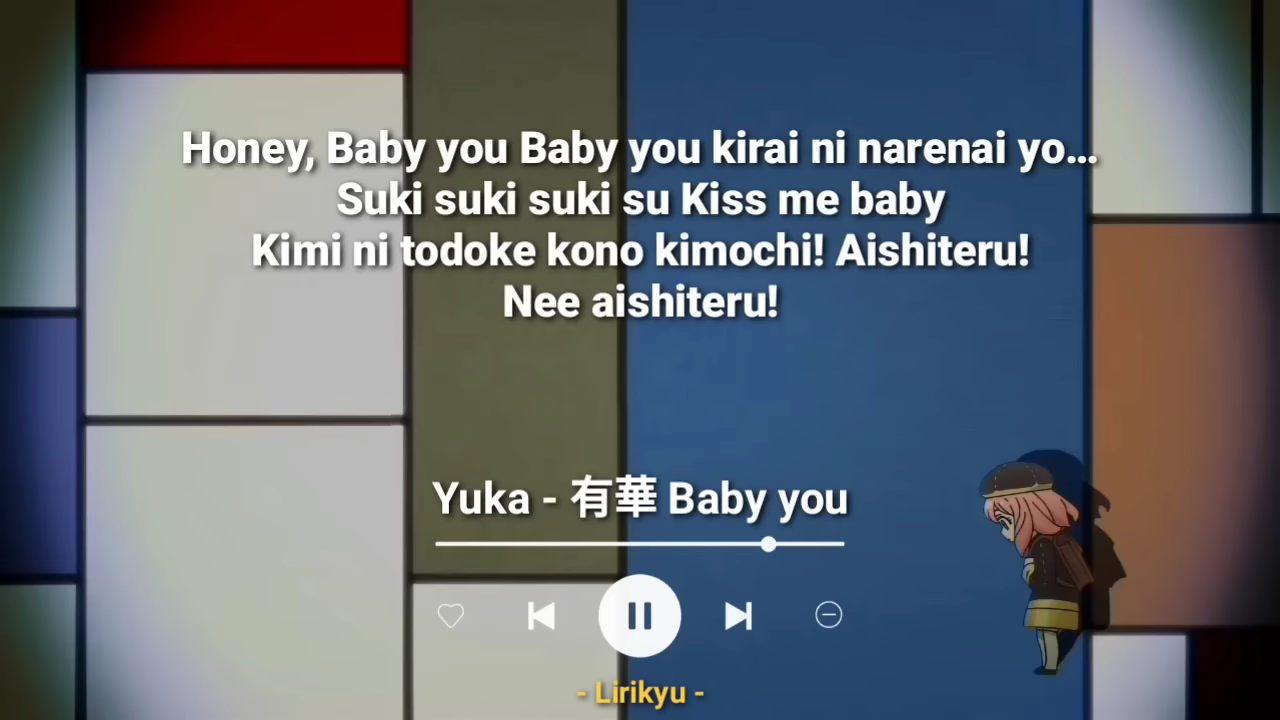 Honey, Baby you Baby you kirai ni narenai yo...
Suki suki suki su Kiss me baby
Kimi ni todoke kono kimochi! Aishiteru!
Nee aishiteru!
Yuka - 有華 Baby you
- Lirikyu -